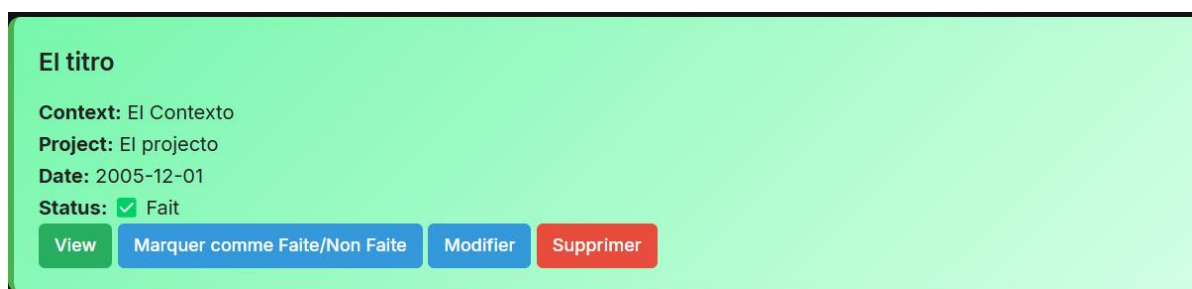 El titro
Context: El Contexto
Project: El projecto
Date: 2005-12-01
Status: ✅ Fait
View Marquer comme Faite/Non Faite Modifier Supprimer